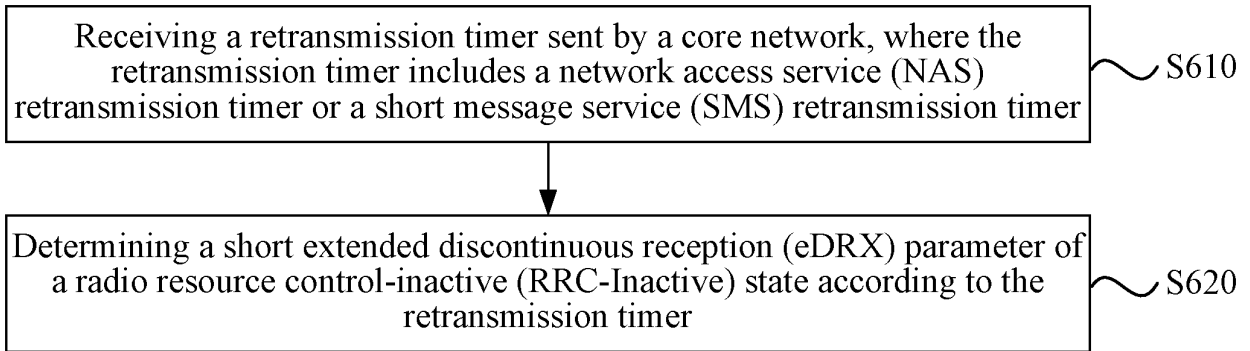 Receiving a retransmission timer sent by a core network, where the
retransmission timer includes a network access service (NAS)
retransmission timer or a short message service (SMS) retransmission timer
S610
Determining a short extended discontinuous reception (eDRX) parameter of
a radio resource control-inactive (RRC-Inactive) state according to the
retransmission timer
S620